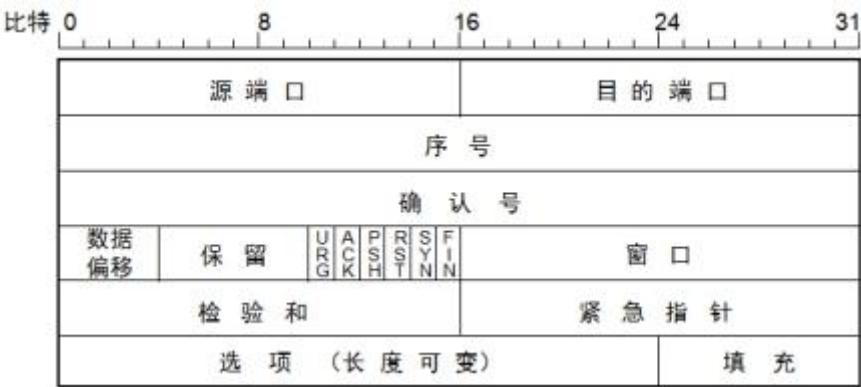 比特 0 8 16 24 31
源端口 目的端口
序号
确认号
数据偏移 保留 URG ACK PSH RST SYN FIN 窗口
检验和 紧急指针
选项（长度可变） 填充